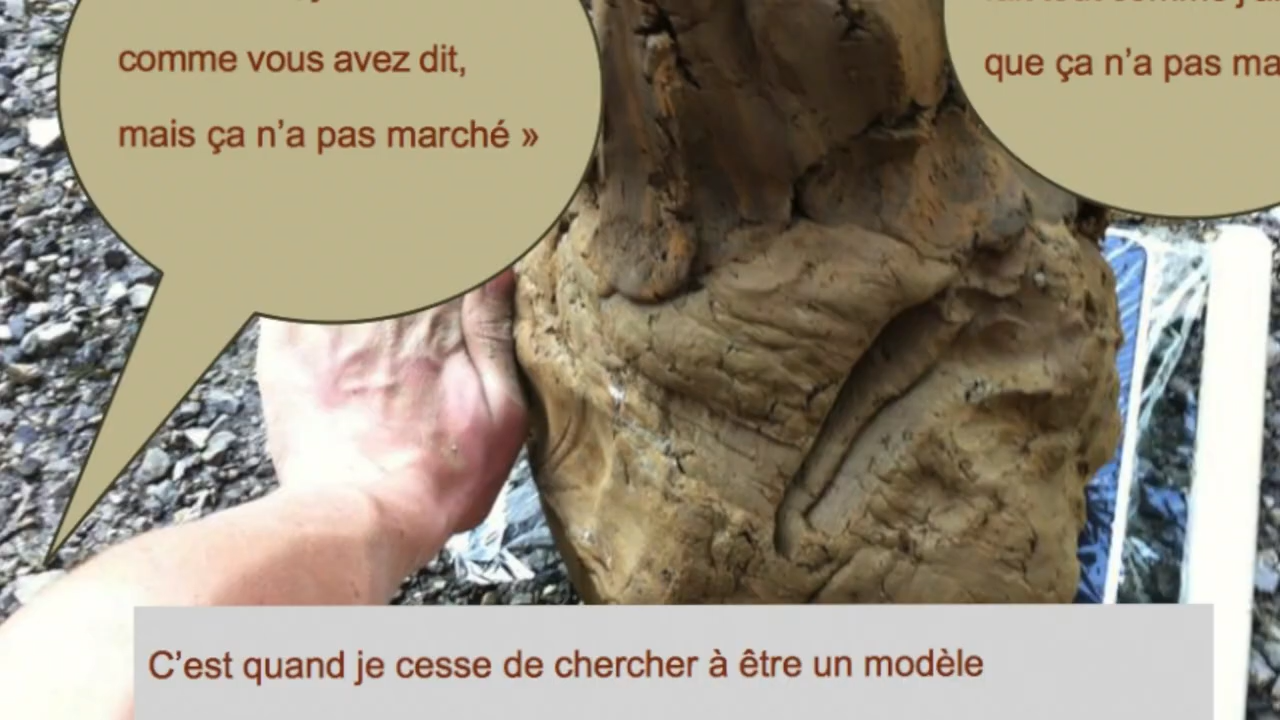 comme vous avez dit,
mais ça n’a pas marché »
que ça n’a pas
C’est quand je cesse de chercher à être un modèle